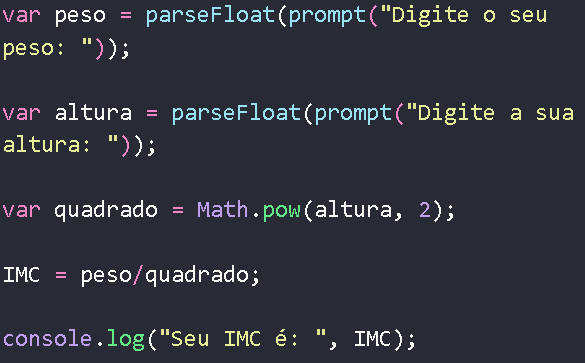 var peso = parseFloat(prompt("Digite o seu
peso: "));
var altura = parseFloat(prompt("Digite a sua
altura: "));
var quadrado = Math.pow(altura, 2);
IMC = peso/quadrado;
console.log("Seu IMC é: ", IMC);